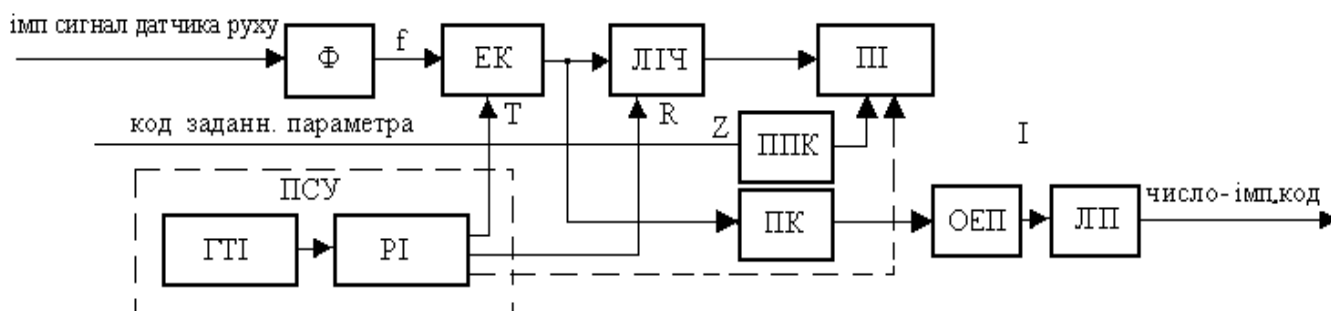 імп сигнал датчика руху
Ф
f
ЕК
ЛІЧ
ПІ
T
R
код заданн. параметра
Z
ППК
I
ПСУ
ГТІ
РІ
ПК
ОЕП
ЛП
число-імп.код